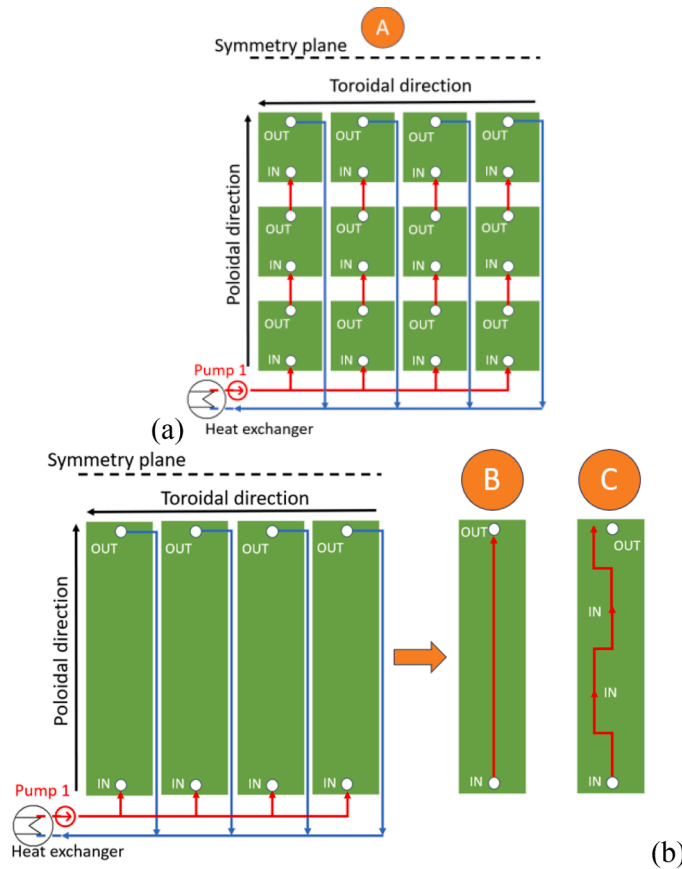 A
Symmetry plane
Toroidal direction
Poloidal direction
OUT OUT OUT OUT
IN IN IN IN
OUT OUT OUT OUT
IN IN IN IN
OUT OUT OUT OUT
IN IN IN IN
Pump 1
(a)
Heat exchanger
Symmetry plane
B C
Toroidal direction
Poloidal direction
OUT OUT OUT OUT
OUT
OUT
IN
IN
IN IN IN IN
IN
IN
Pump 1
Heat exchanger
(b)